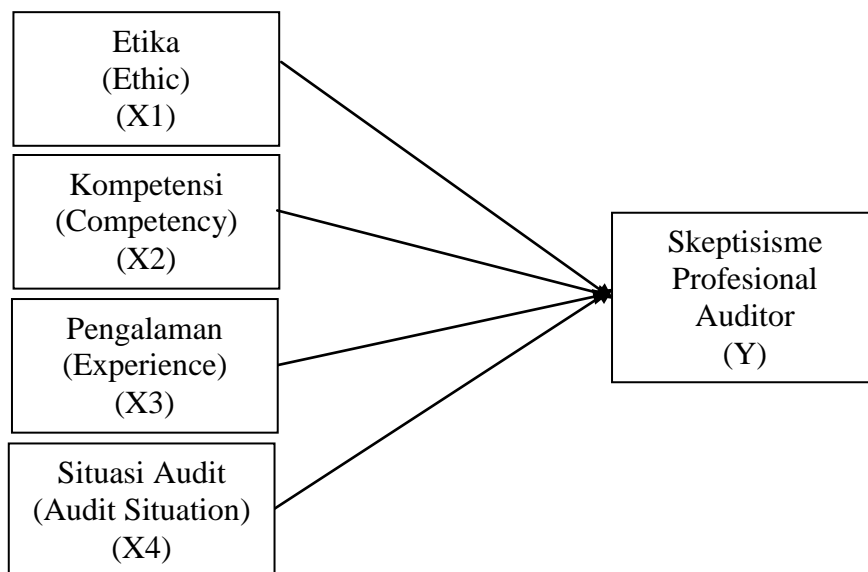 Etika
(Ethic)
(X1)
Kompetensi
(Competency)
(X2)
Pengalaman
(Experience)
(X3)
Situasi Audit
(Audit Situation)
(X4)
Skeptisisme
Profesional
Auditor
(Y)